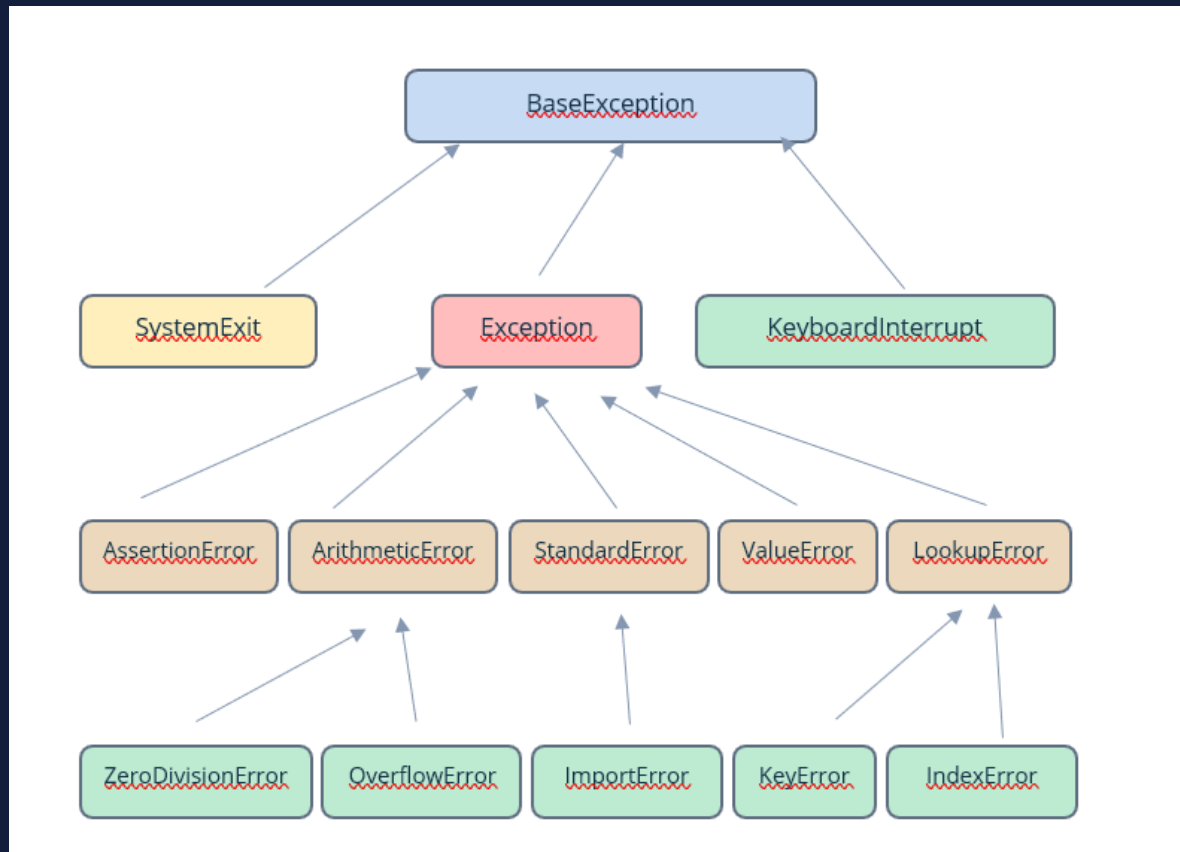 BaseException
SystemExit
Exception
KeyboardInterrupt
AssertionError
ArithmeticError
StandardError
ValueError
LookupError
ZeroDivisionError
OverflowError
ImportError
KeyError
IndexError